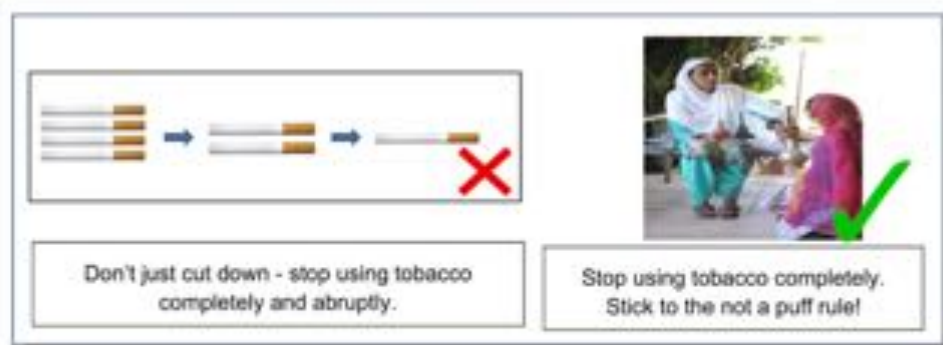 Don't just cut down - stop using tobacco
completely and abruptly.
Stop using tobacco completely.
Stick to the not a puff rule!